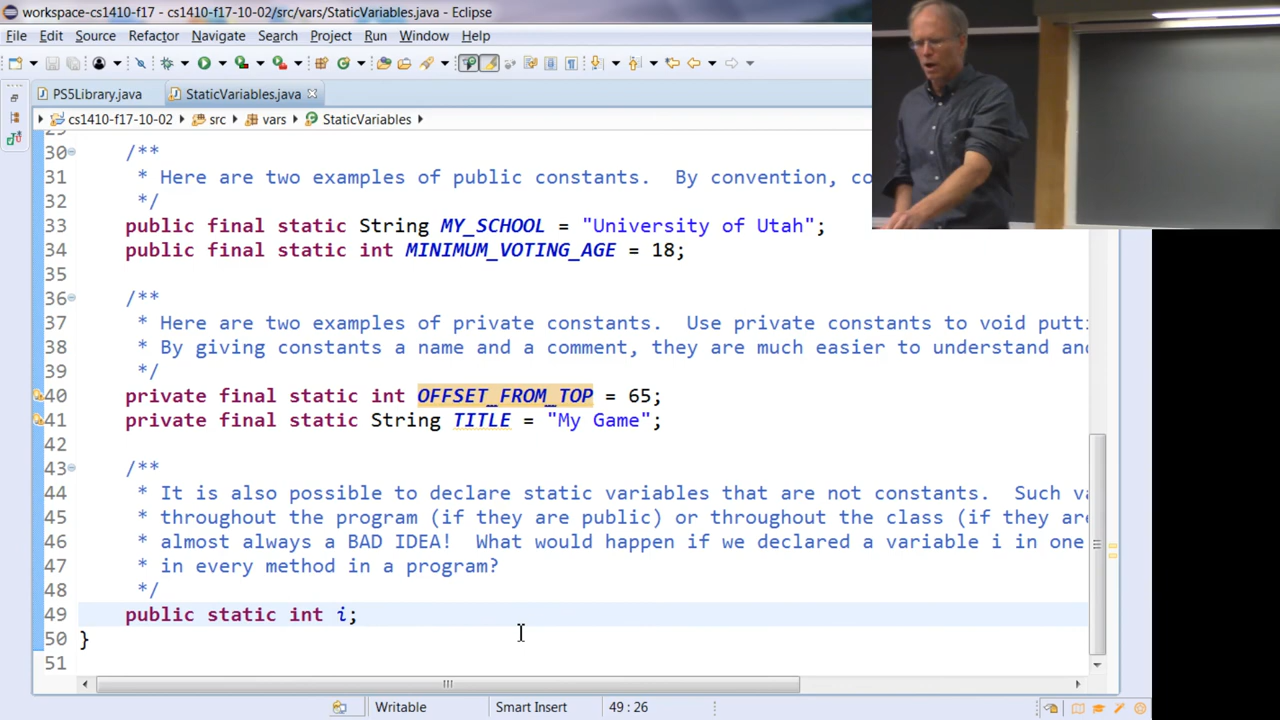 workspace-cs1410-f17 - cs1410-f17-10-02/src/vars/StaticVariables.java - Eclipse
File Edit Source Refactor Navigate Search Project Run Window Help
PS5Library.java StaticVariables.java
cs1410-f17-10-02 src vars StaticVariables
30 /**
31 * Here are two examples of public constants. By convention, co
32 */
33 public final static String MY_SCHOOL = "University of Utah";
34 public final static int MINIMUM_VOTING_AGE = 18;
35
36 /**
37 * Here are two examples of private constants. Use private constants to void putti
38 * By giving constants a name and a comment, they are much easier to understand and
39 */
40 private final static int OFFSET_FROM_TOP = 65;
41 private final static String TITLE = "My Game";
42
43 /**
44 * It is also possible to declare static variables that are not constants. Such va
45 * throughout the program (if they are public) or throughout the class (if they are
46 * almost always a BAD IDEA! What would happen if we declared a variable i in one
47 * in every method in a program?
48 */
49 public static int i;
50 }
51
Writable Smart Insert 49 : 26